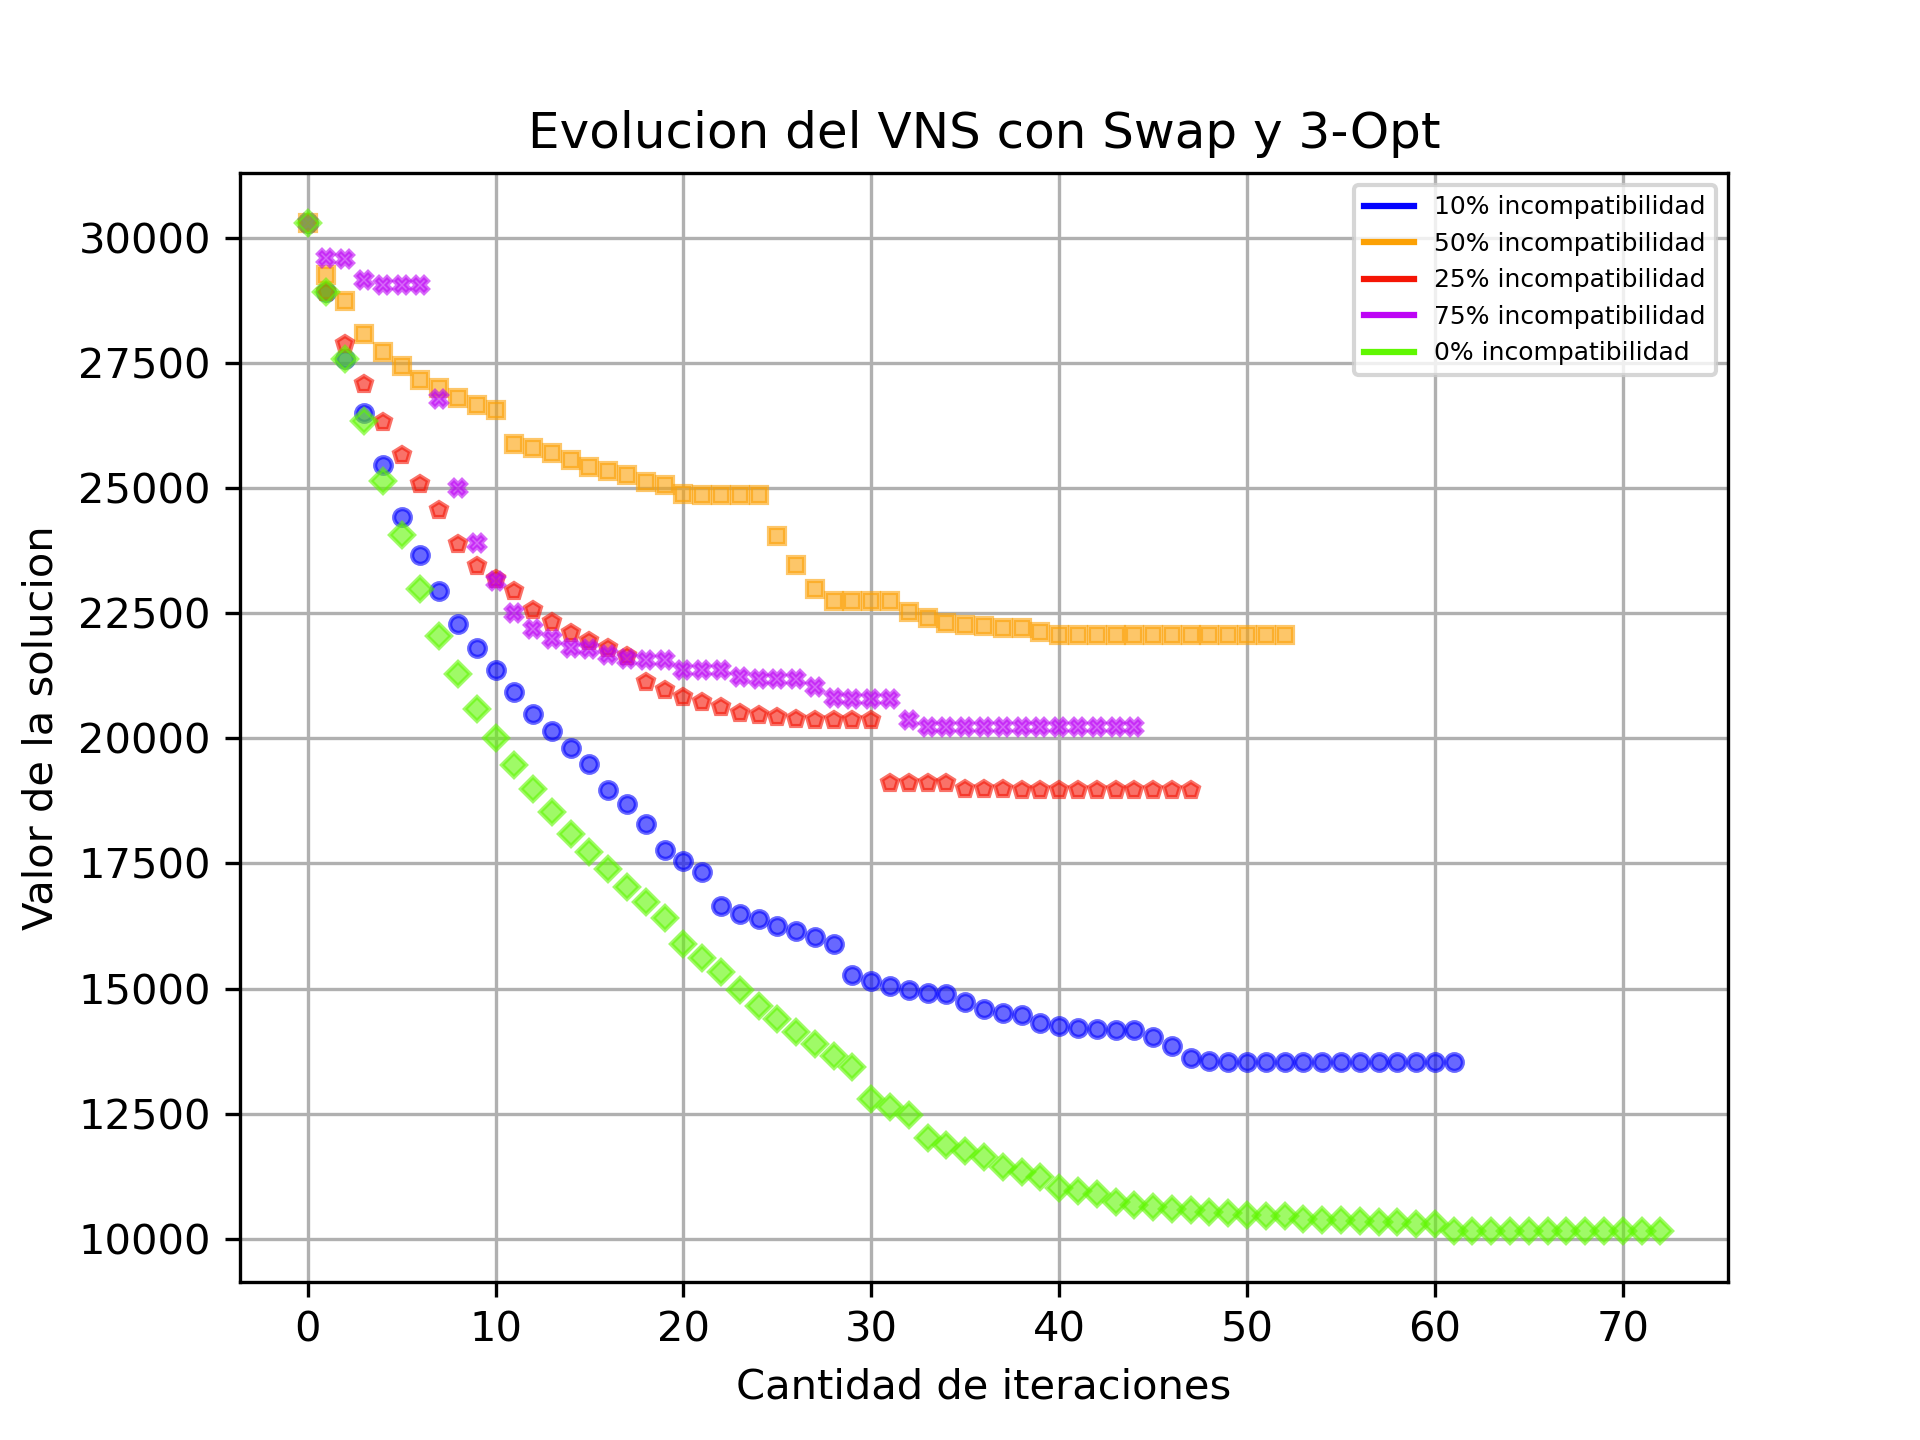 Evolucion del VNS con Swap y 3-Opt
10% incompatibilidad
50% incompatibilidad
25% incompatibilidad
75% incompatibilidad
0% incompatibilidad
Valor de la solucion
30000
27500
25000
22500
20000
17500
15000
12500
10000
0 10 20 30 40 50 60 70
Cantidad de iteraciones